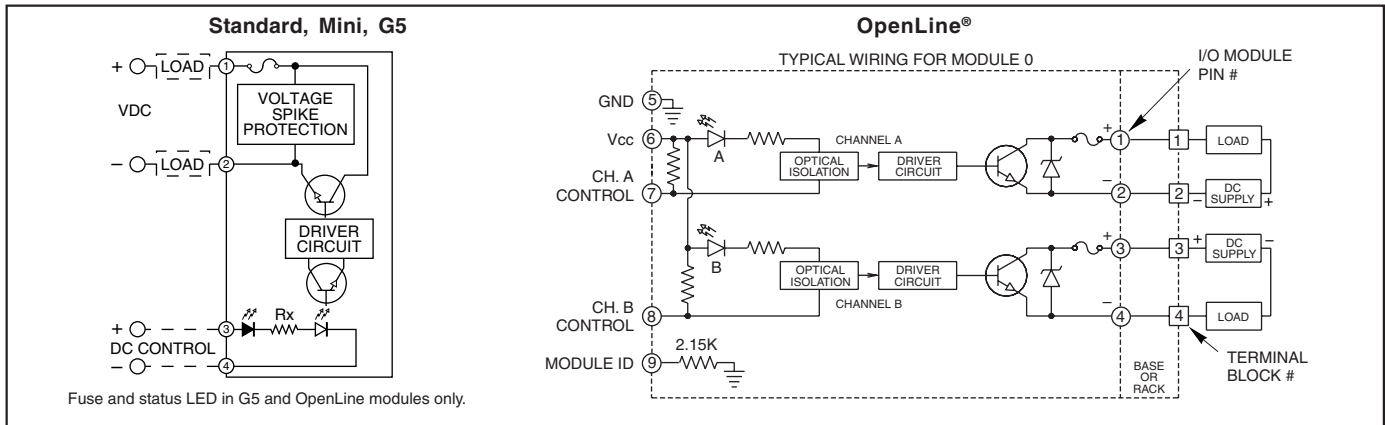 Standard, Mini, G5
+ LOAD 1
VDC
VOLTAGE
SPIKE
PROTECTION
– LOAD 2
DRIVER
CIRCUIT
+ 3 Rx
DC CONTROL
– 4
Fuse and status LED in G5 and OpenLine modules only.
OpenLine®
TYPICAL WIRING FOR MODULE 0
I/O MODULE
PIN #
GND 5
Vcc 6
A
CHANNEL A
OPTICAL
ISOLATION
DRIVER
CIRCUIT
+ 1 1 LOAD
CH. A
CONTROL 7
– 2 2 – DC
SUPPLY +
B
OPTICAL
ISOLATION
DRIVER
CIRCUIT
CHANNEL B
+ 3 3 + DC
SUPPLY –
CH. B
CONTROL 8
– 4 4 LOAD
MODULE ID 9 2.15K
BASE
OR
RACK
TERMINAL
BLOCK #